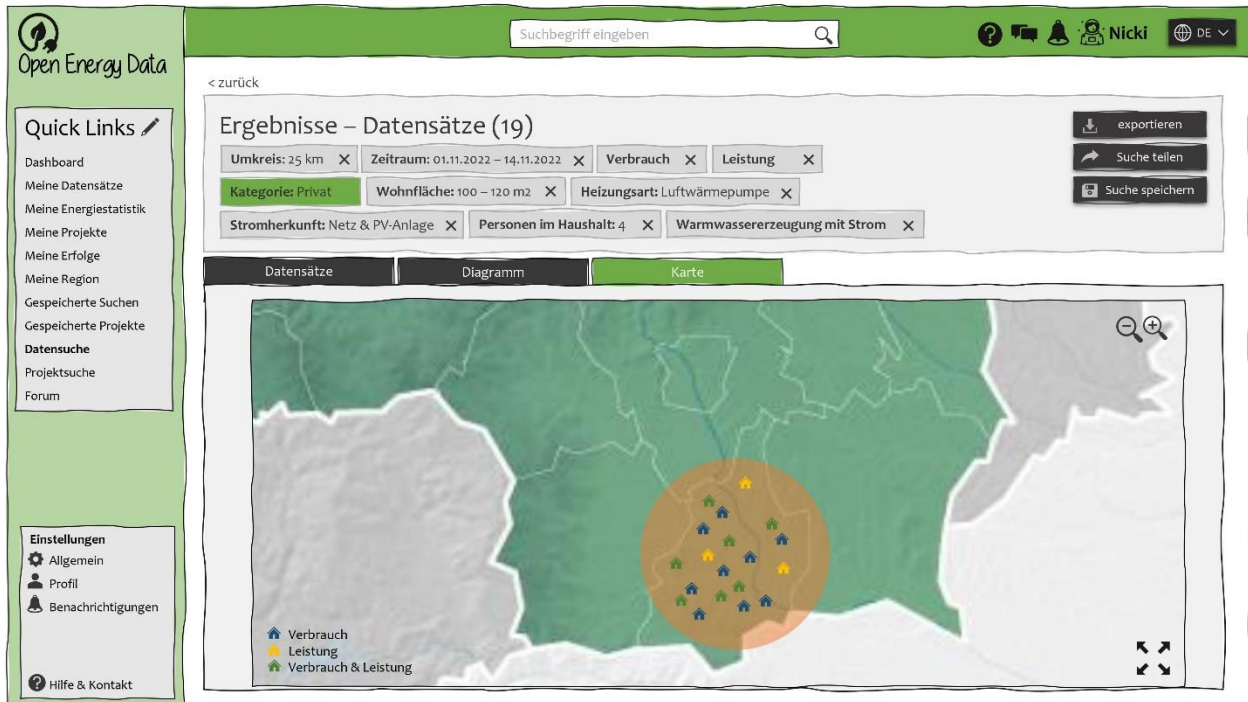 Open Energy Data
Suchbegriff eingeben
Nicki
DE
Quick Links
Dashboard
Meine Datensätze
Meine Energiestatistik
Meine Projekte
Meine Erfolge
Meine Region
Gespeicherte Suchen
Gespeicherte Projekte
Datensuche
Projektsuche
Forum
Einstellungen
Allgemein
Profil
Benachrichtigungen
Hilfe & Kontakt
< zurück
Ergebnisse – Datensätze (19)
Umkreis: 25 km X Zeitraum: 01.11.2022 – 14.11.2022 X Verbrauch X Leistung X
Kategorie: Privat Wohnfläche: 100 – 120 m2 X Heizungsart: Luftwärmepumpe X
Stromherkunft: Netz & PV-Anlage X Personen im Haushalt: 4 X Warmwassererzeugung mit Strom X
exportieren
Suche teilen
Suche speichern
Datensätze Diagramm Karte
Verbrauch
Leistung
Verbrauch & Leistung